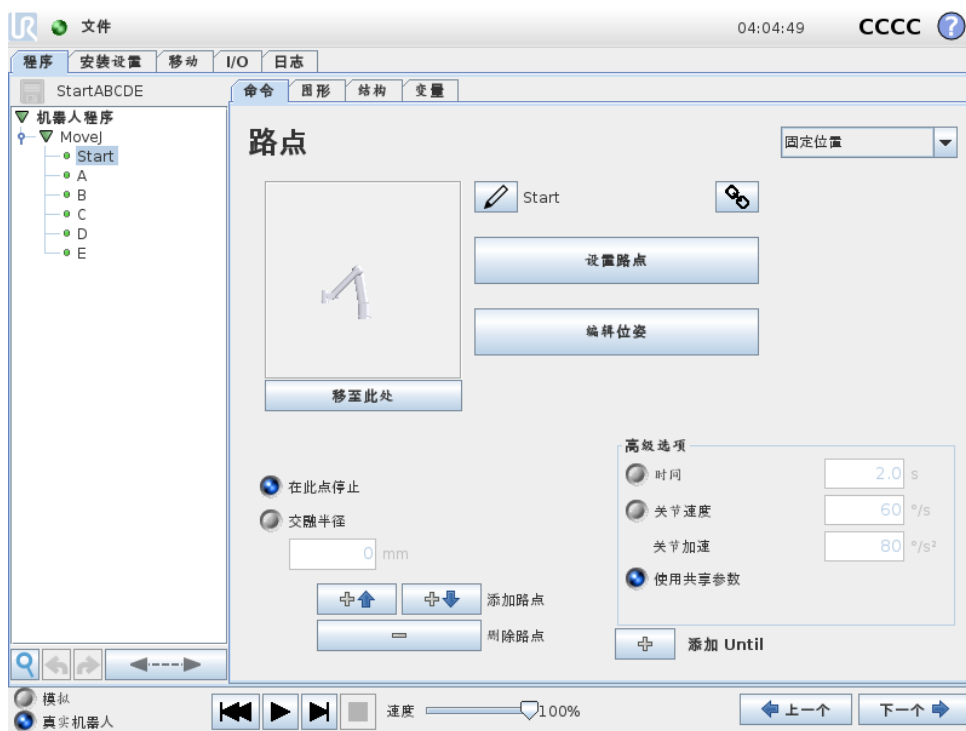 UR 文件 04:04:49 CCCC ?
程序 安装设置 移动 I/O 日志
StartABCDE
命令 图形 结构 变量
机器人程序
MoveJ
Start
A
B
C
D
E
路点
固定位置
Start
设置路点
编辑位姿
移至此处
在此点停止
交融半径
0 mm
添加路点
删除路点
高级选项
时间 2.0 s
关节速度 60 °/s
关节加速 80 °/s²
使用共享参数
添加 Until
模拟
真实机器人
速度 100%
上一个 下一个